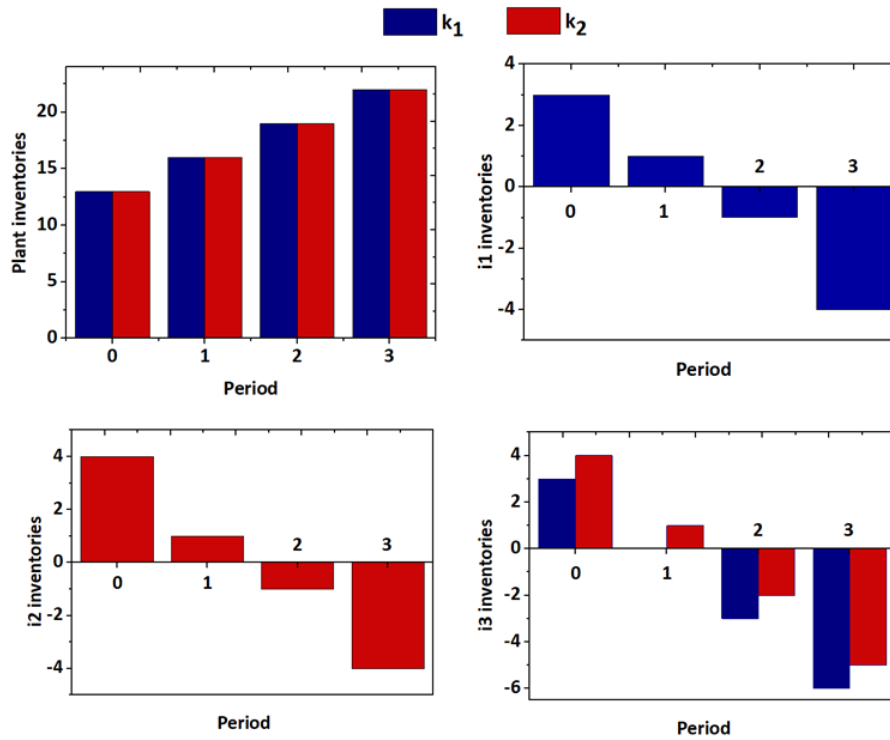 k1 k2
Plant inventories
20
15
10
5
0
0 1 2 3
Period
i1 inventories
4
2
0
-2
-4
0 1 2 3
Period
i2 inventories
4
2
0
-2
-4
0 1 2 3
Period
i3 inventories
4
2
0
-2
-4
-6
0 1 2 3
Period